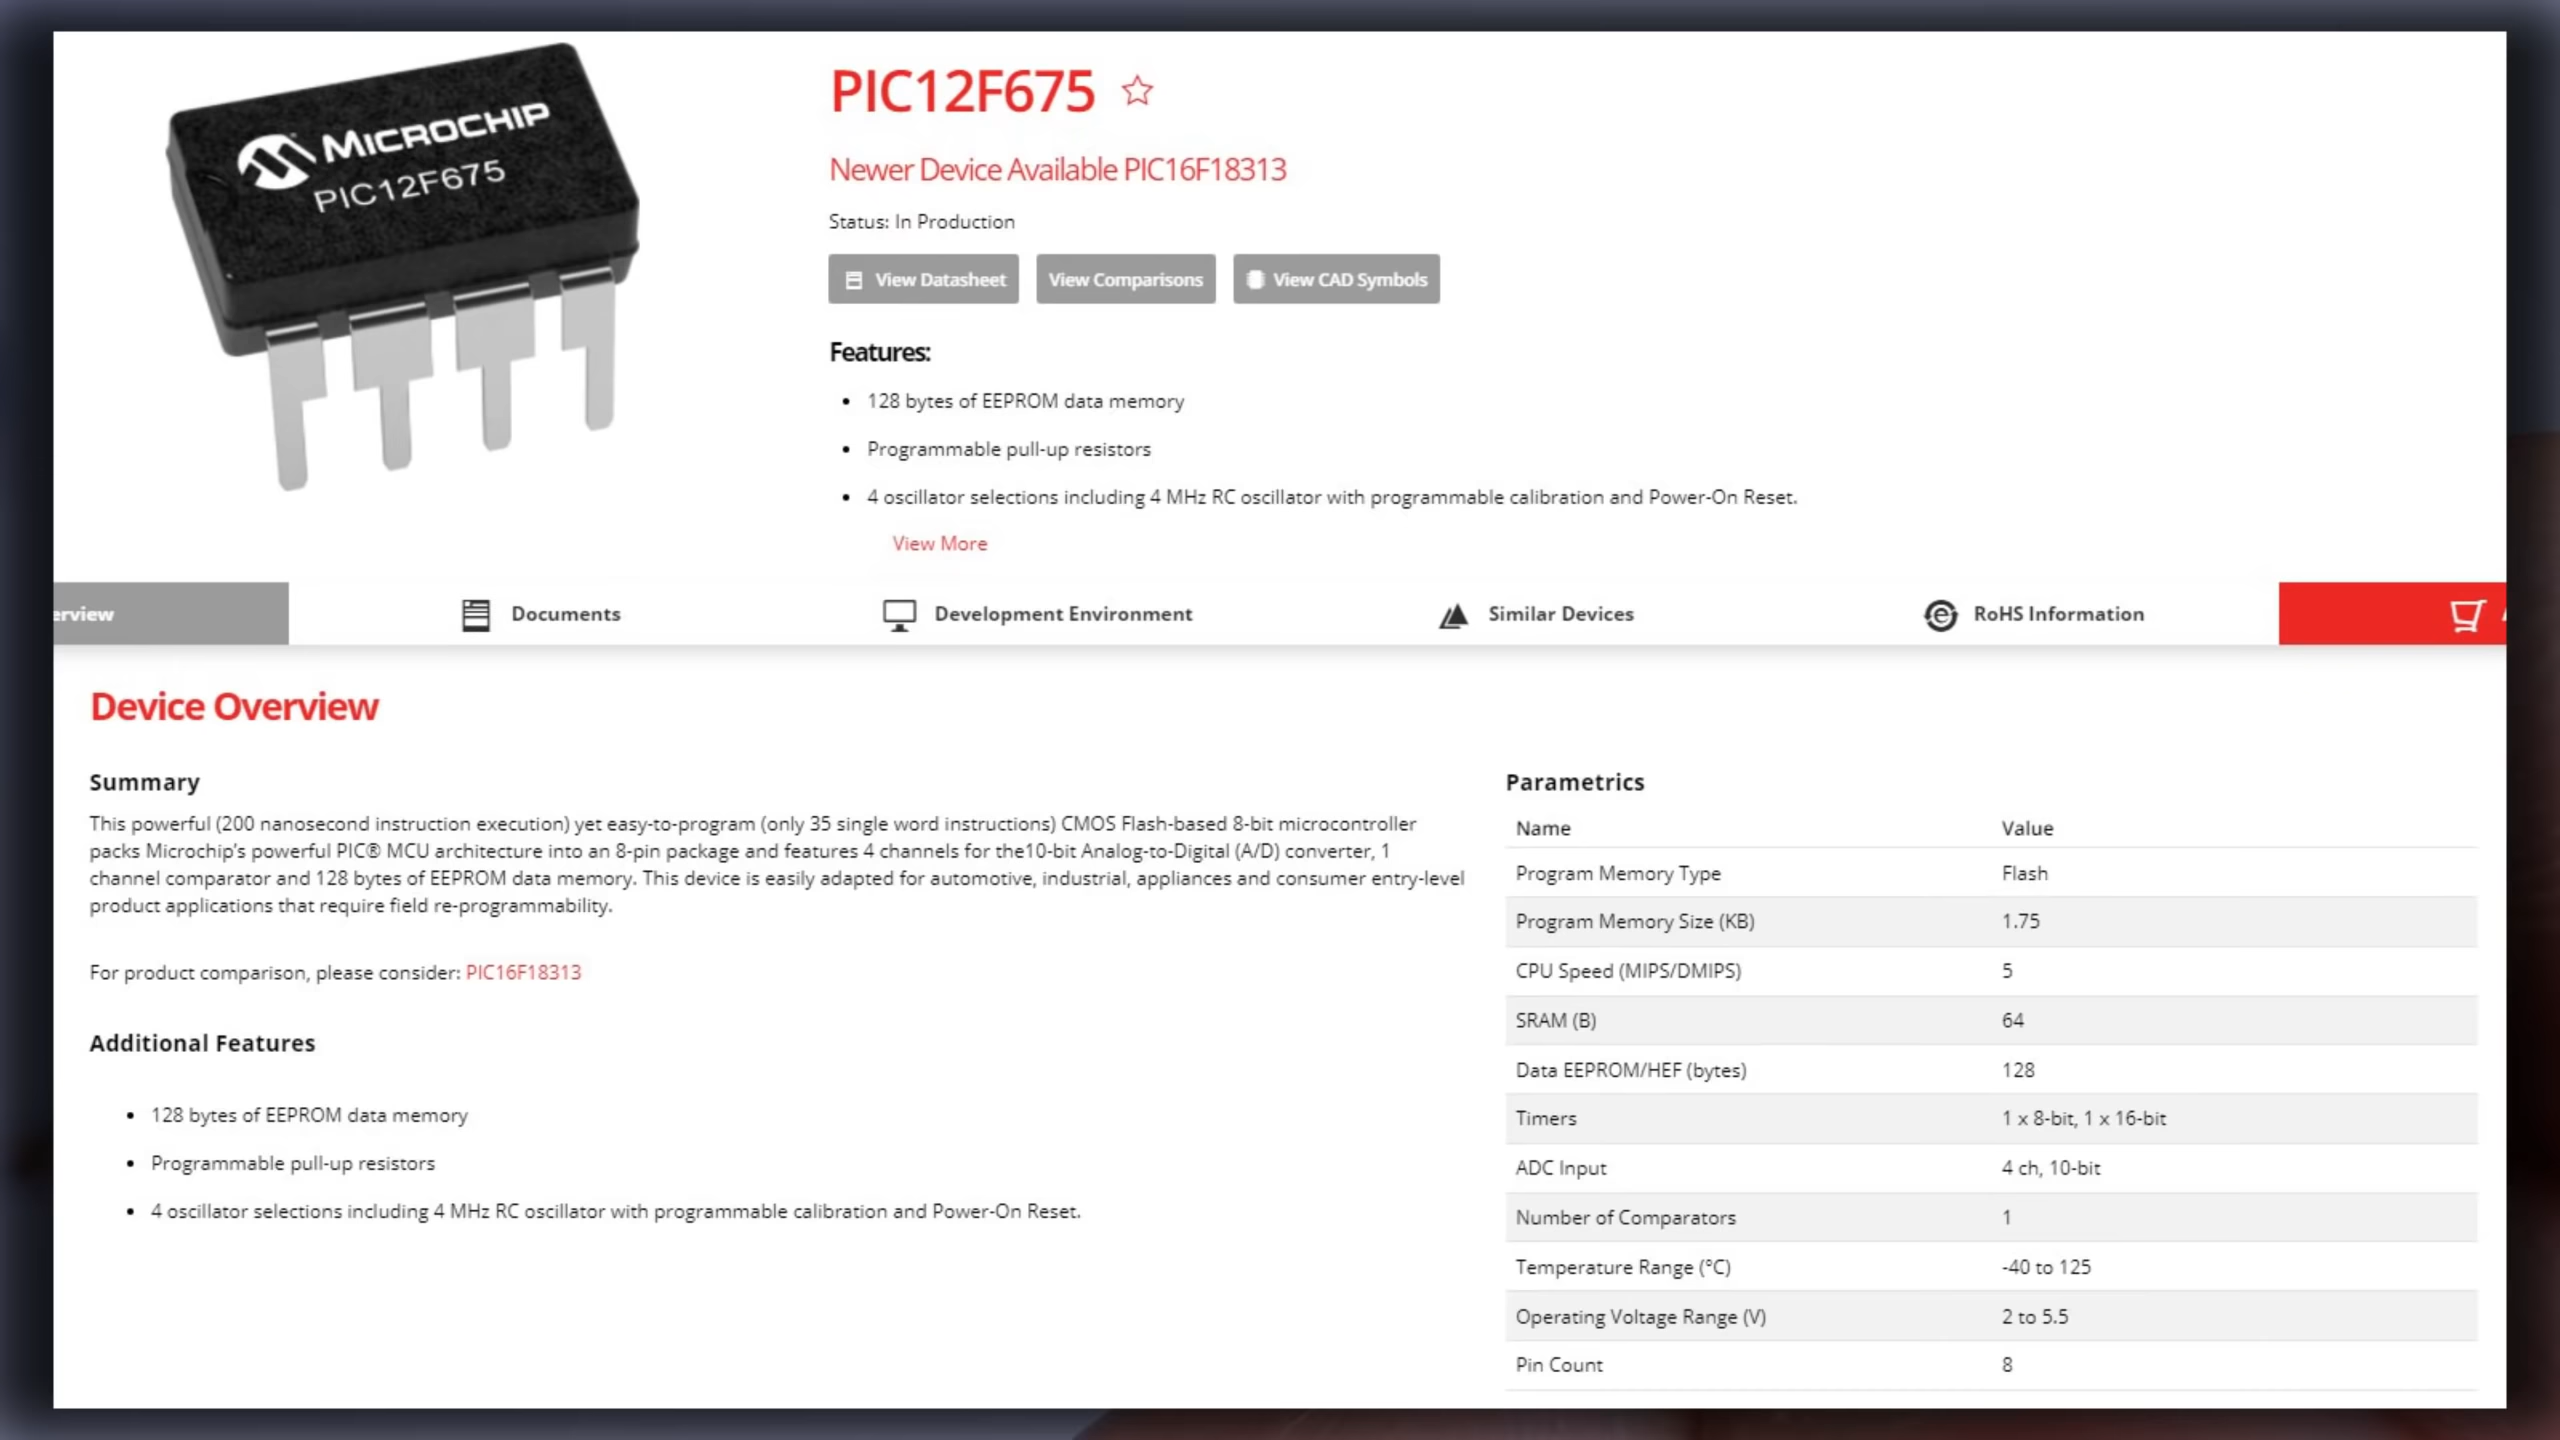 MICROCHIP
PIC12F675
PIC12F675
Newer Device Available PIC16F18313
Status: In Production
View Datasheet
View Comparisons
View CAD Symbols
Features:
• 128 bytes of EEPROM data memory
• Programmable pull-up resistors
• 4 oscillator selections including 4 MHz RC oscillator with programmable calibration and Power-On Reset.
View More
erview
Documents
Development Environment
Similar Devices
RoHS Information
Device Overview
Summary
This powerful (200 nanosecond instruction execution) yet easy-to-program (only 35 single word instructions) CMOS Flash-based 8-bit microcontroller
packs Microchip's powerful PIC® MCU architecture into an 8-pin package and features 4 channels for the10-bit Analog-to-Digital (A/D) converter, 1
channel comparator and 128 bytes of EEPROM data memory. This device is easily adapted for automotive, industrial, appliances and consumer entry-level
product applications that require field re-programmability.
For product comparison, please consider: PIC16F18313
Additional Features
• 128 bytes of EEPROM data memory
• Programmable pull-up resistors
• 4 oscillator selections including 4 MHz RC oscillator with programmable calibration and Power-On Reset.
Parametrics
Name Value
Program Memory Type Flash
Program Memory Size (KB) 1.75
CPU Speed (MIPS/DMIPS) 5
SRAM (B) 64
Data EEPROM/HEF (bytes) 128
Timers 1 x 8-bit, 1 x 16-bit
ADC Input 4 ch, 10-bit
Number of Comparators 1
Temperature Range (°C) -40 to 125
Operating Voltage Range (V) 2 to 5.5
Pin Count 8